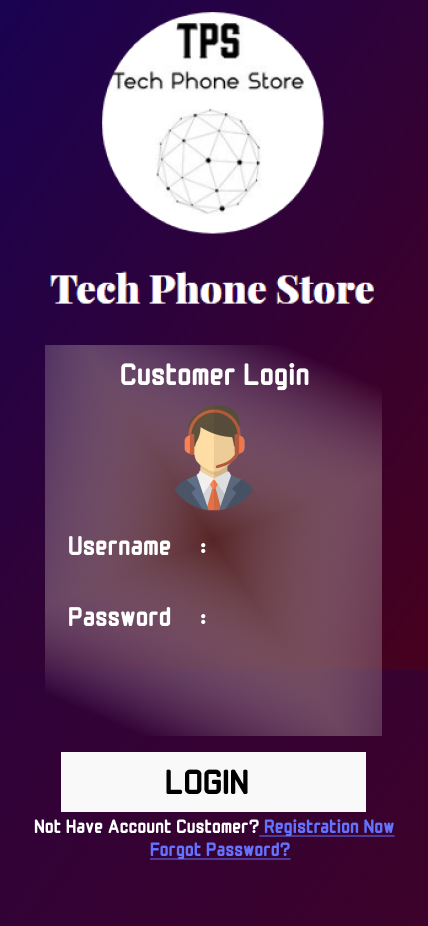 TPS
Tech Phone Store
Tech Phone Store
Customer Login
Username :
Password :
LOGIN
Not Have Account Customer? Registration Now
Forgot Password?